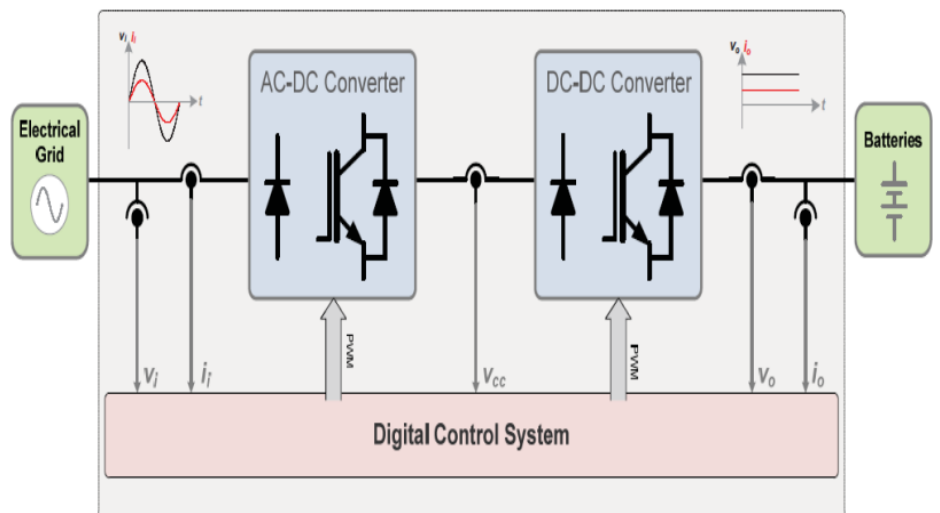 vi ii
t
AC-DC Converter
DC-DC Converter
vo io
t
Electrical
Grid
Batteries
PWM
PWM
vi
ii
vcc
vo
io
Digital Control System